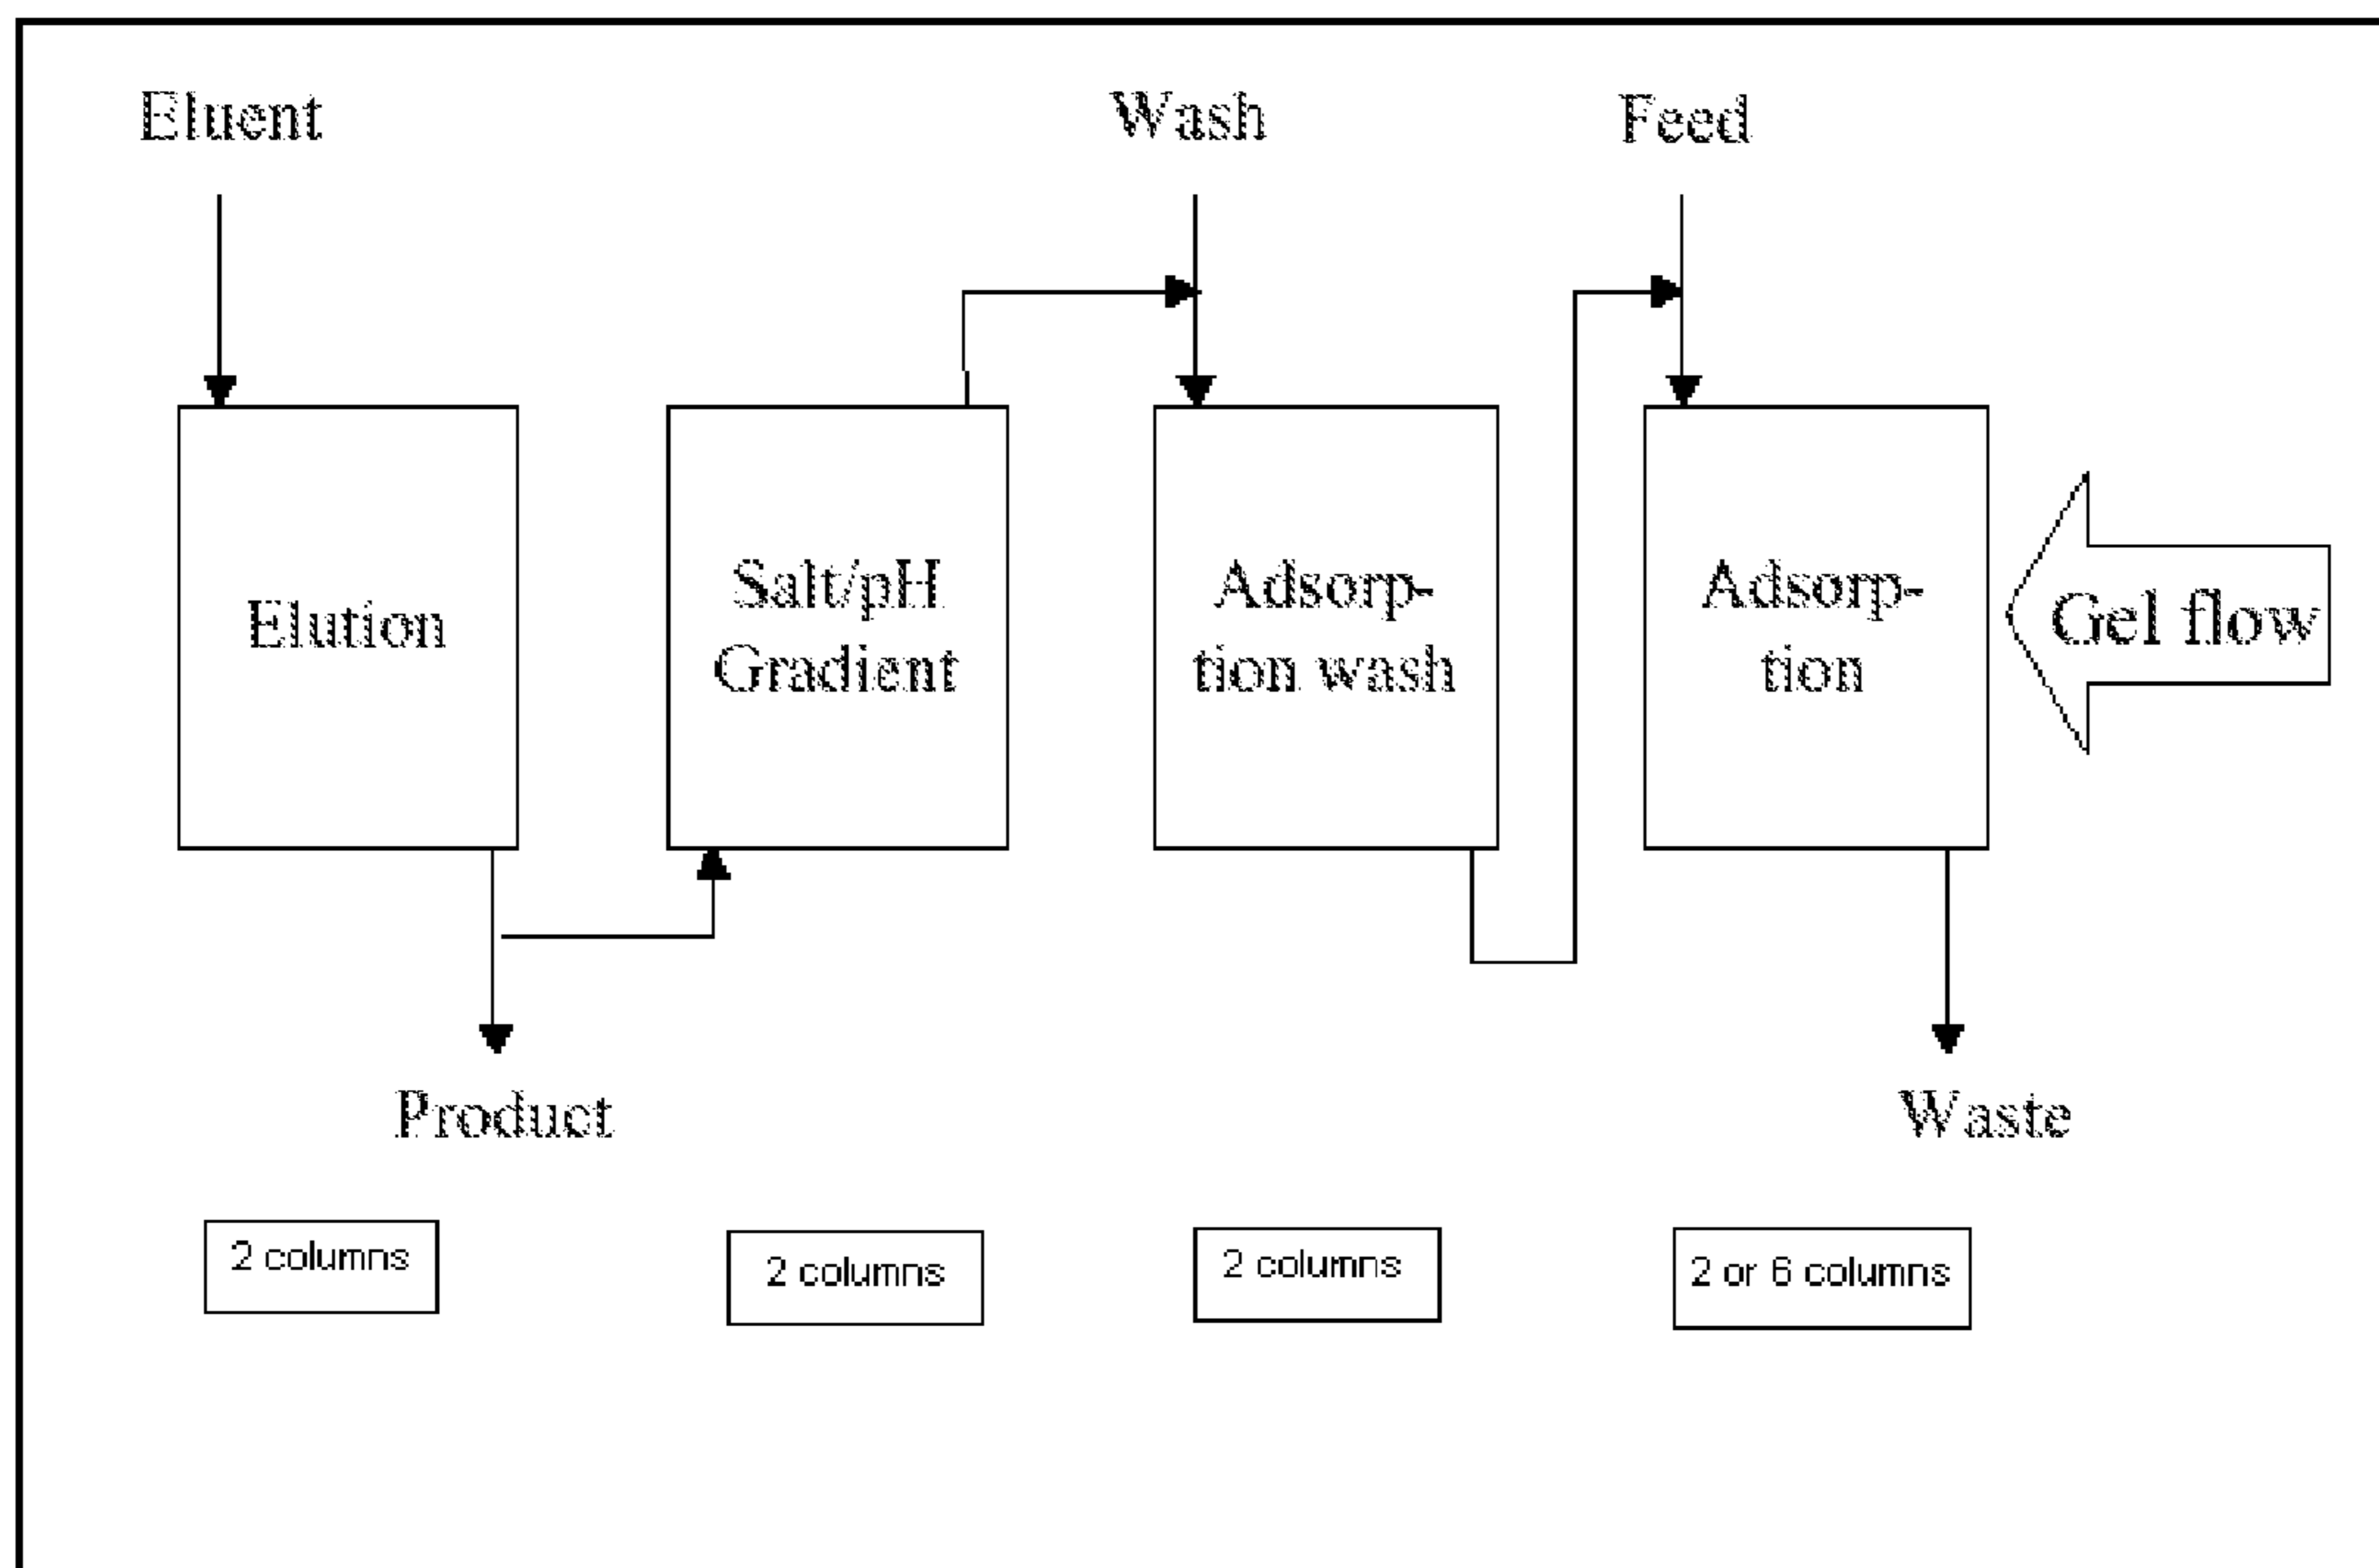 Eluent
Wash
Feed
Elution
Salt/pH
Gradient
Adsorp-
tion wash
Adsorp-
tion
Gel flow
Product
Waste
2 columns
2 columns
2 columns
2 or 6 columns